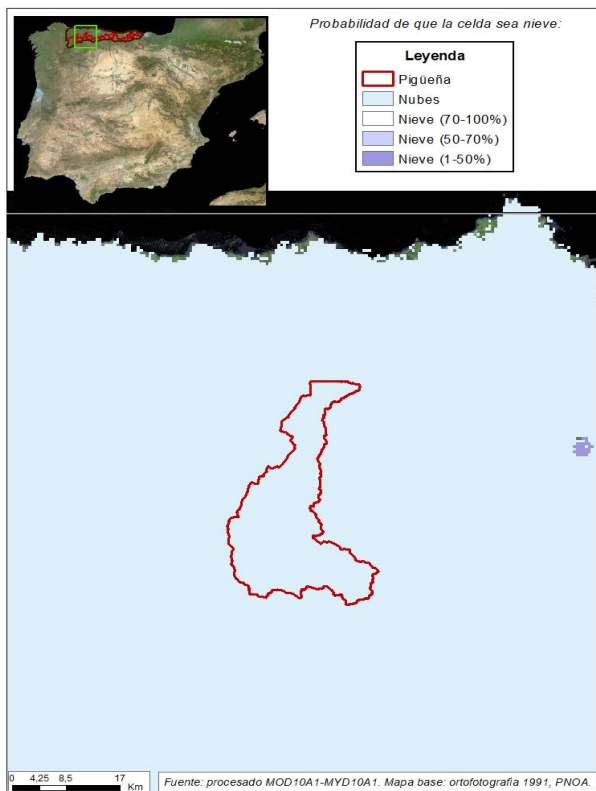 Probabilidad de que la celda sea nieve:
Leyenda
Pigüeña
Nubes
Nieve (70-100%)
Nieve (50-70%)
Nieve (1-50%)
0 4,25 8,5 17
Km
Fuente: procesado MOD10A1-MYD10A1. Mapa base: ortofotografia 1991, PNOA.